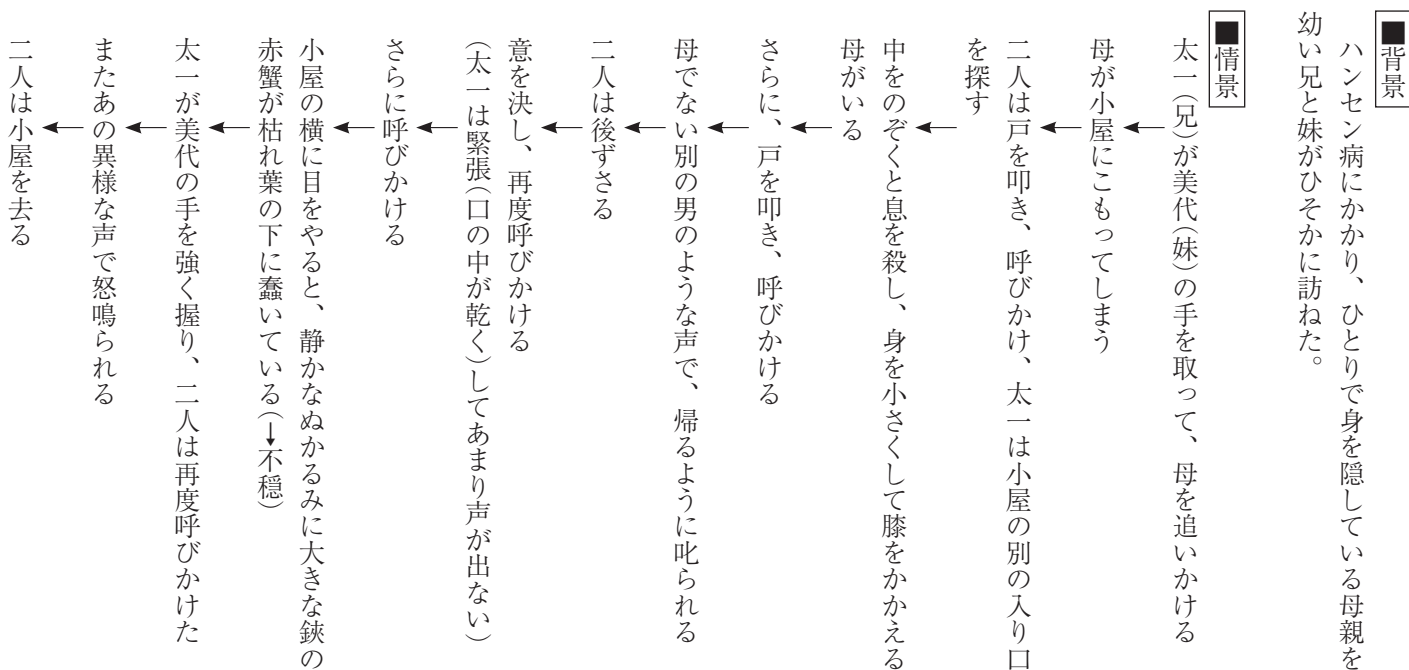 ■背景
ハンセン病にかかり、ひとりで身を隠している母親を
幼い兄と妹がひそかに訪ねた。
■情景
太一(兄)が美代(妹)の手を取って、母を追いかける
母が小屋にこもってしまう
二人は戸を叩き、呼びかけ、太一は小屋の別の入り口
を探す
中をのぞくと息を殺し、身を小さくして膝をかかえる
母がいる
さらに、戸を叩き、呼びかける
母でない別の男のような声で、帰るように叱られる
二人は後ずさる
意を決し、再度呼びかける
(太一は緊張(口の中が乾く)してあまり声が出ない)
さらに呼びかける
小屋の横に目をやると、静かなぬかるみに大きな鋏の
赤蟹が枯れ葉の下に蠢いている(→不穏)
太一が美代の手を強く握り、二人は再度呼びかけた
またあの異様な声で怒鳴られる
二人は小屋を去る